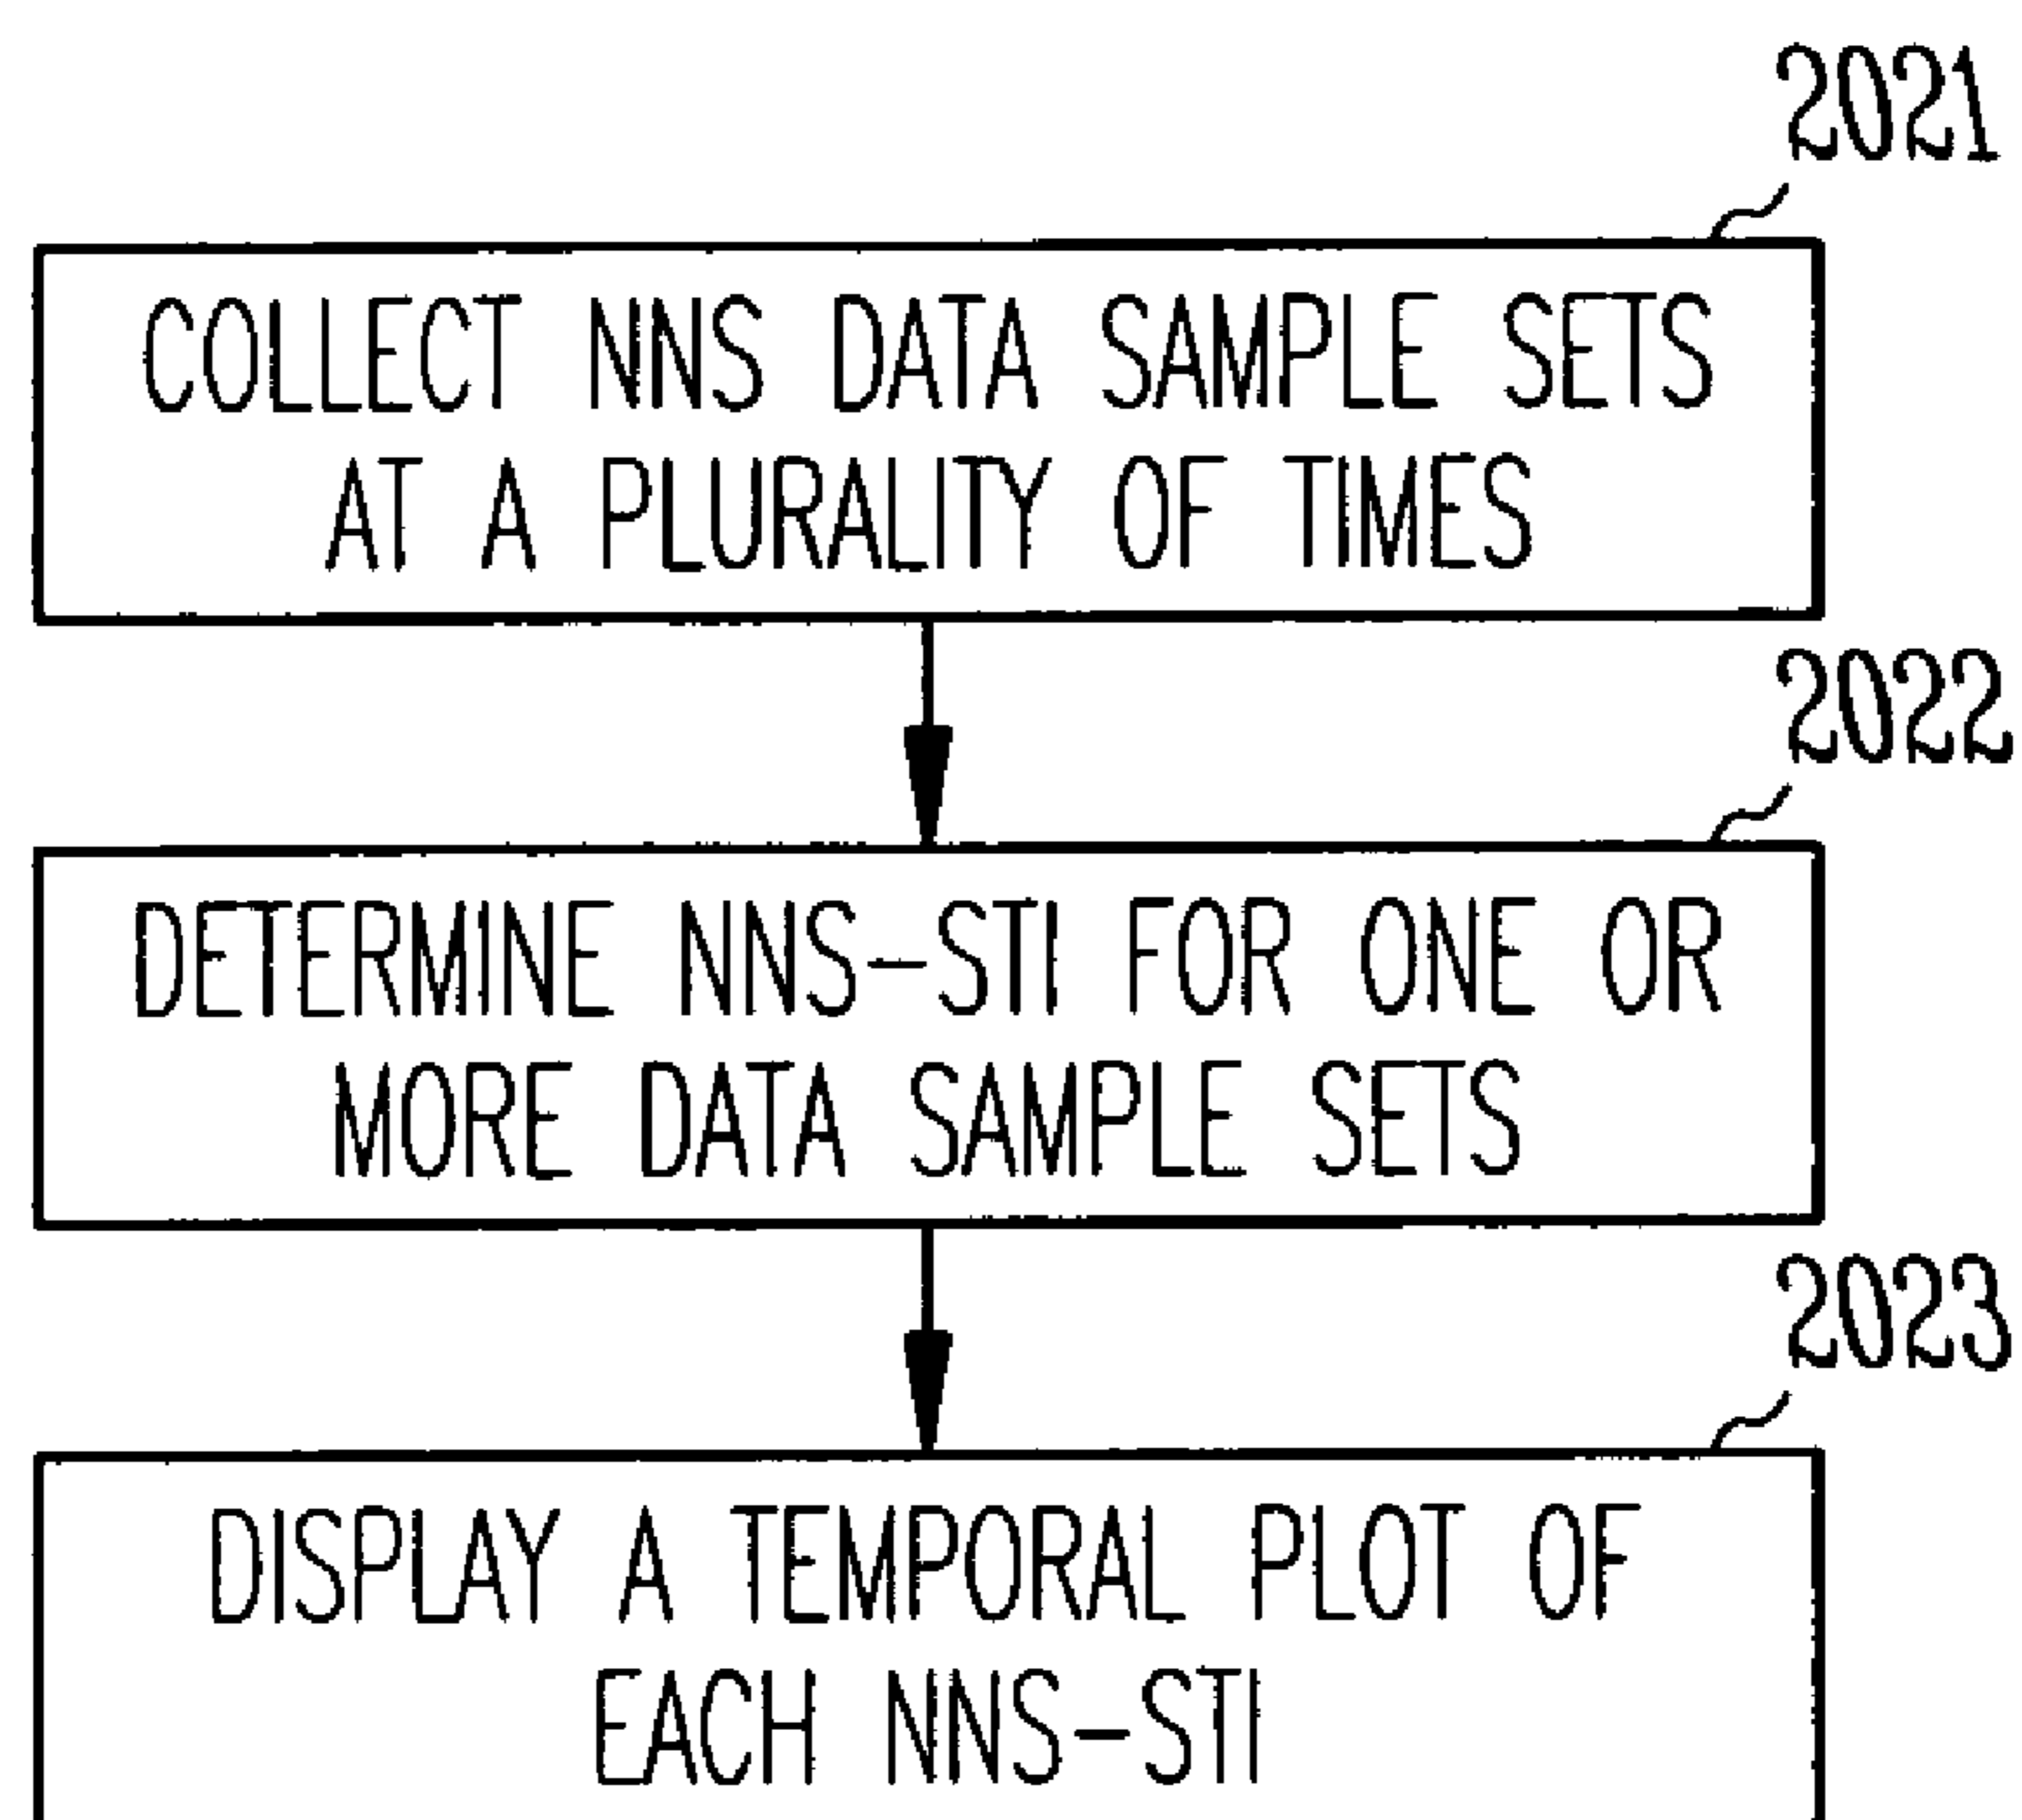 2021
COLLECT NNS DATA SAMPLE SETS
AT A PLURALITY OF TIMES
2022
DETERMINE NNS-STI FOR ONE OR
MORE DATA SAMPLE SETS
2023
DISPLAY A TEMPORAL PLOT OF
EACH NNS-STI